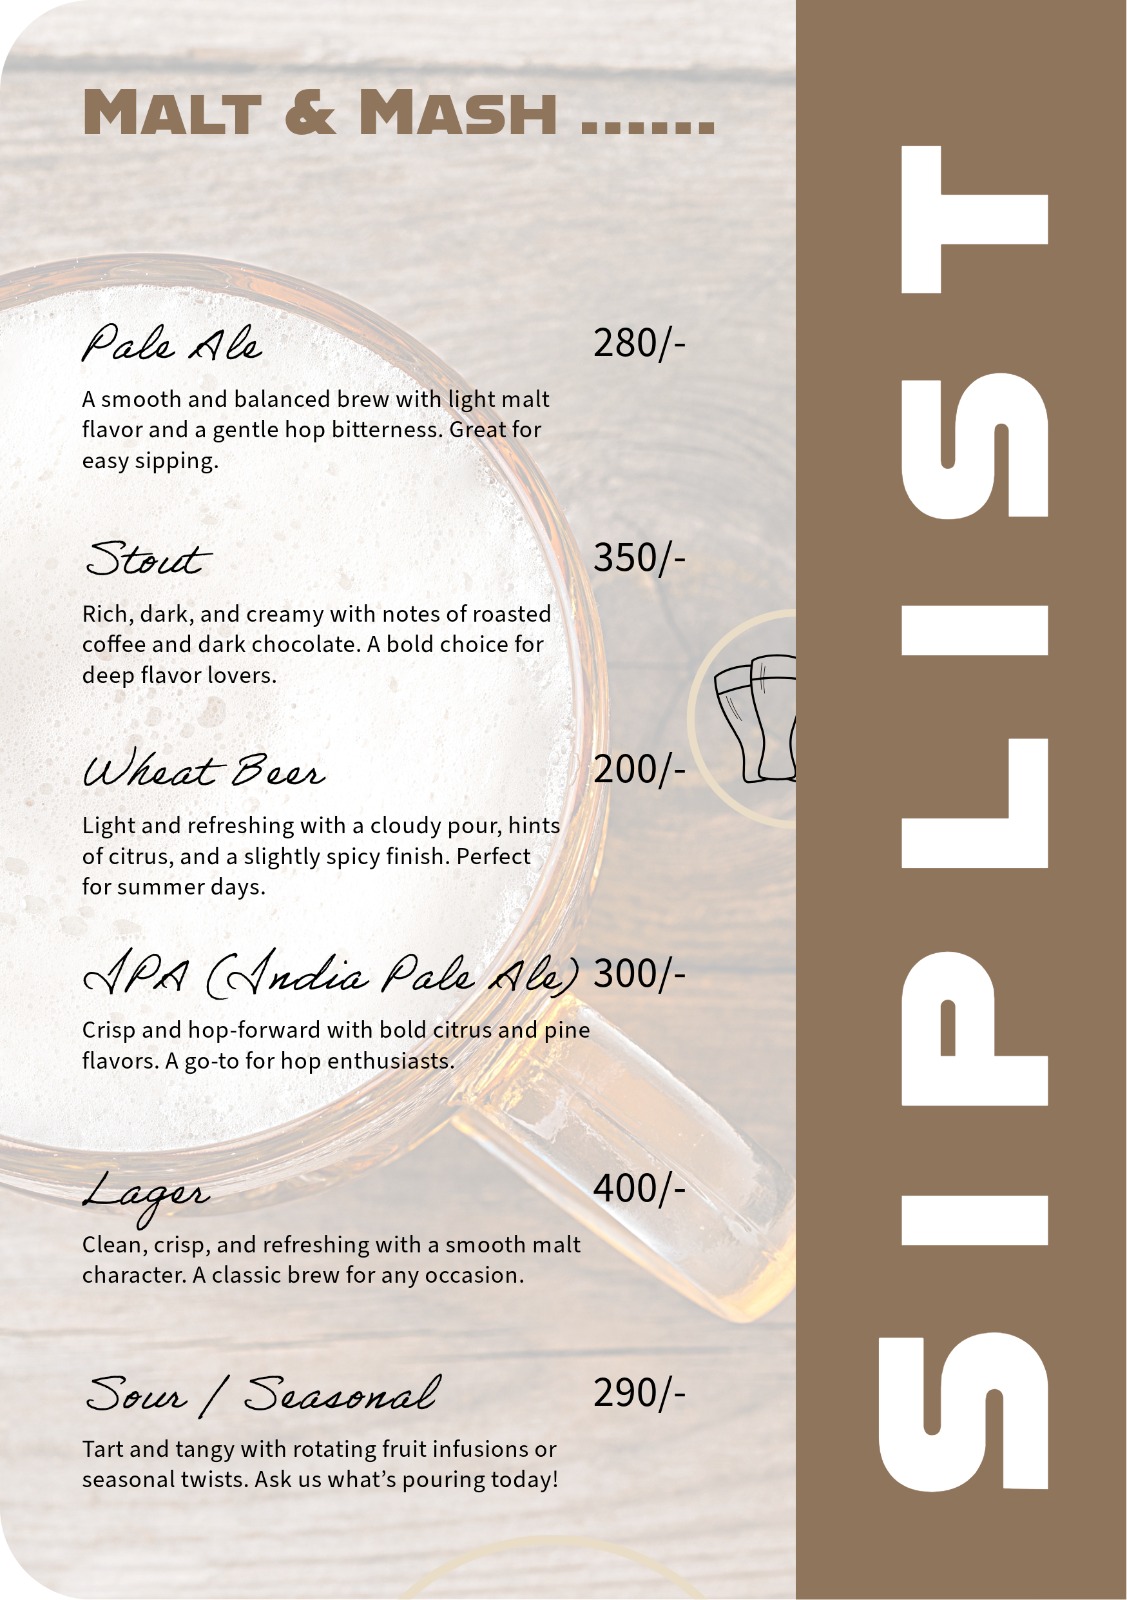 MALT & MASH ......
Pale Ale 280/-
A smooth and balanced brew with light malt
flavor and a gentle hop bitterness. Great for
easy sipping.
Stout 350/-
Rich, dark, and creamy with notes of roasted
coffee and dark chocolate. A bold choice for
deep flavor lovers.
Wheat Beer 200/-
Light and refreshing with a cloudy pour, hints
of citrus, and a slightly spicy finish. Perfect
for summer days.
IPA (India Pale Ale) 300/-
Crisp and hop-forward with bold citrus and pine
flavors. A go-to for hop enthusiasts.
Lager 400/-
Clean, crisp, and refreshing with a smooth malt
character. A classic brew for any occasion.
Sour / Seasonal 290/-
Tart and tangy with rotating fruit infusions or
seasonal twists. Ask us what’s pouring today!
SIPLIST